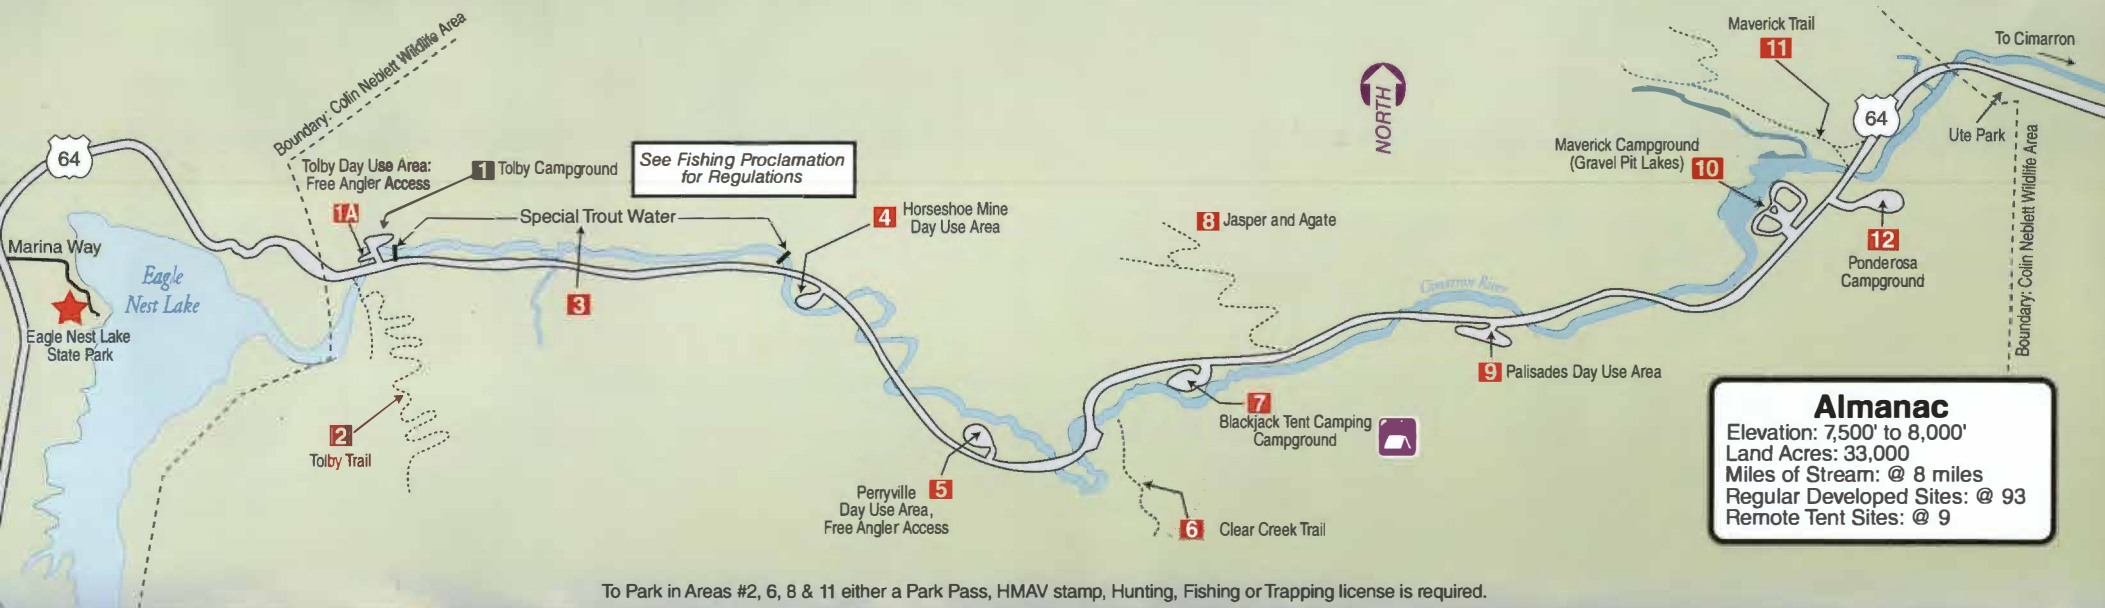 Boundary: Colin Neblett Wildlife Area
64
Marina Way
Eagle
Nest Lake
Eagle Nest Lake
State Park
Tolby Day Use Area:
Free Angler Access
1A
1 Tolby Campground
See Fishing Proclamation
for Regulations
Special Trout Water
3
2
Tolby Trail
4 Horseshoe Mine
Day Use Area
5 Perryville
Day Use Area,
Free Angler Access
6 Clear Creek Trail
7
Blackjack Tent Camping
Campground
8 Jasper and Agate
NORTH
Cimarron River
9 Palisades Day Use Area
Maverick Campground
(Gravel Pit Lakes) 10
Maverick Trail
11
64
To Cimarron
Ute Park
12
Ponderosa
Campground
Boundary: Colin Neblett Wildlife Area
Almanac
Elevation: 7,500' to 8,000'
Land Acres: 33,000
Miles of Stream: @ 8 miles
Regular Developed Sites: @ 93
Remote Tent Sites: @ 9
To Park in Areas #2, 6, 8 & 11 either a Park Pass, HMAV stamp, Hunting, Fishing or Trapping license is required.